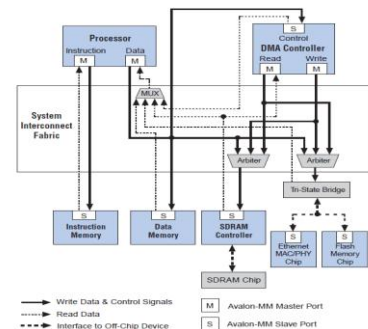 Processor
Instruction
Data
M
M
S
Control
DMA Controller
Read
Write
M
M
MUX
System
Interconnect
Fabric
Arbiter
Arbiter
Tri-State Bridge
S
Instruction
Memory
S
Data
Memory
S
SDRAM
Controller
S
Ethernet
MAC/PHY
Chip
S
Flash
Memory
Chip
SDRAM Chip
Write Data & Control Signals
Read Data
Interface to Off-Chip Device
M
Avalon-MM Master Port
S
Avalon-MM Slave Port